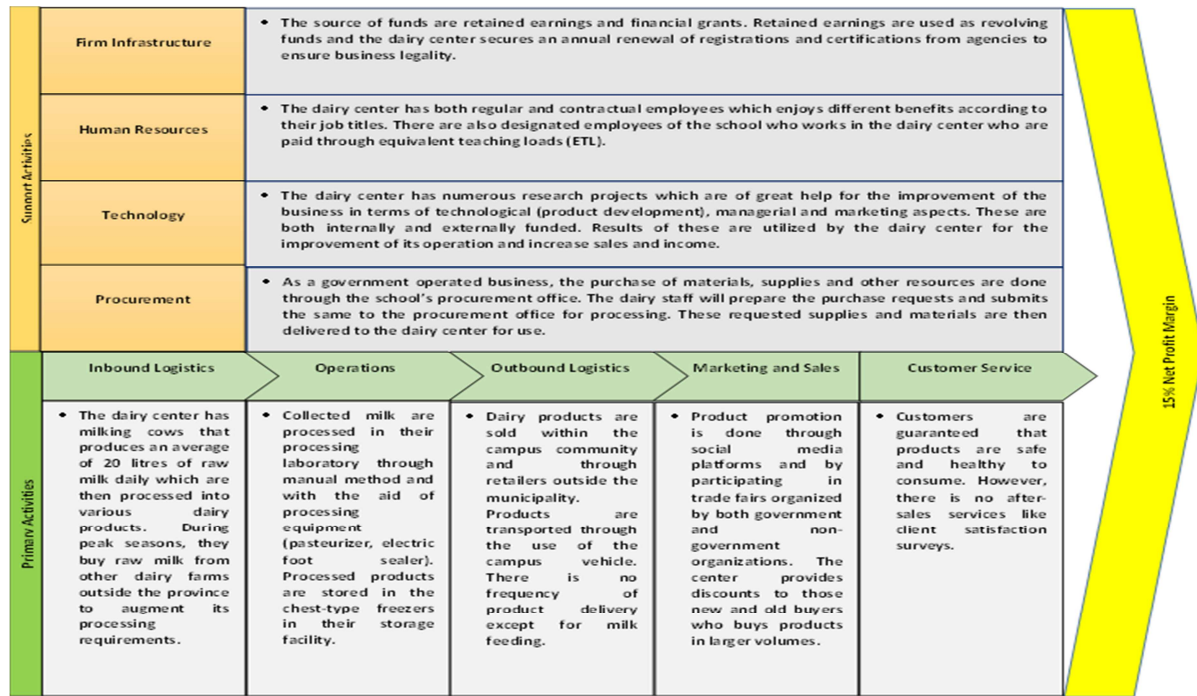 Support Activities
Firm Infrastructure
• The source of funds are retained earnings and financial grants. Retained earnings are used as revolving
funds and the dairy center secures an annual renewal of registrations and certifications from agencies to
ensure business legality.
Human Resources
• The dairy center has both regular and contractual employees which enjoys different benefits according to
their job titles. There are also designated employees of the school who works in the dairy center who are
paid through equivalent teaching loads (ETL).
Technology
• The dairy center has numerous research projects which are of great help for the improvement of the
business in terms of technological (product development), managerial and marketing aspects. These are
both internally and externally funded. Results of these are utilized by the dairy center for the
improvement of its operation and increase sales and income.
Procurement
• As a government operated business, the purchase of materials, supplies and other resources are done
through the school's procurement office. The dairy staff will prepare the purchase requests and submits
the same to the procurement office for processing. These requested supplies and materials are then
delivered to the dairy center for use.
Primary Activities
Inbound Logistics
• The dairy center has
milking cows that
produces an average
of 20 litres of raw
milk daily which are
then processed into
various dairy
products. During
peak seasons, they
buy raw milk from
other dairy farms
outside the province
to augment its
processing
requirements.
Operations
• Collected milk are
processed in their
processing
laboratory through
manual method and
with the aid of
processing
equipment
(pasteurizer, electric
foot sealer).
Processed products
are stored in the
chest-type freezers
in their storage
facility.
Outbound Logistics
• Dairy products are
sold within the
campus community
and through
retailers outside the
municipality.
Products are
transported through
the use of the
campus vehicle.
There is no
frequency of
product delivery
except for milk
feeding.
Marketing and Sales
• Product promotion
is done through
social media
platforms and by
participating in
trade fairs organized
by both government
and non-
government
organizations. The
center provides
discounts to those
new and old buyers
who buys products
in larger volumes.
Customer Service
• Customers are
guaranteed that
products are safe
and healthy to
consume. However,
there is no after-
sales services like
client satisfaction
surveys.
15% Net Profit Margin